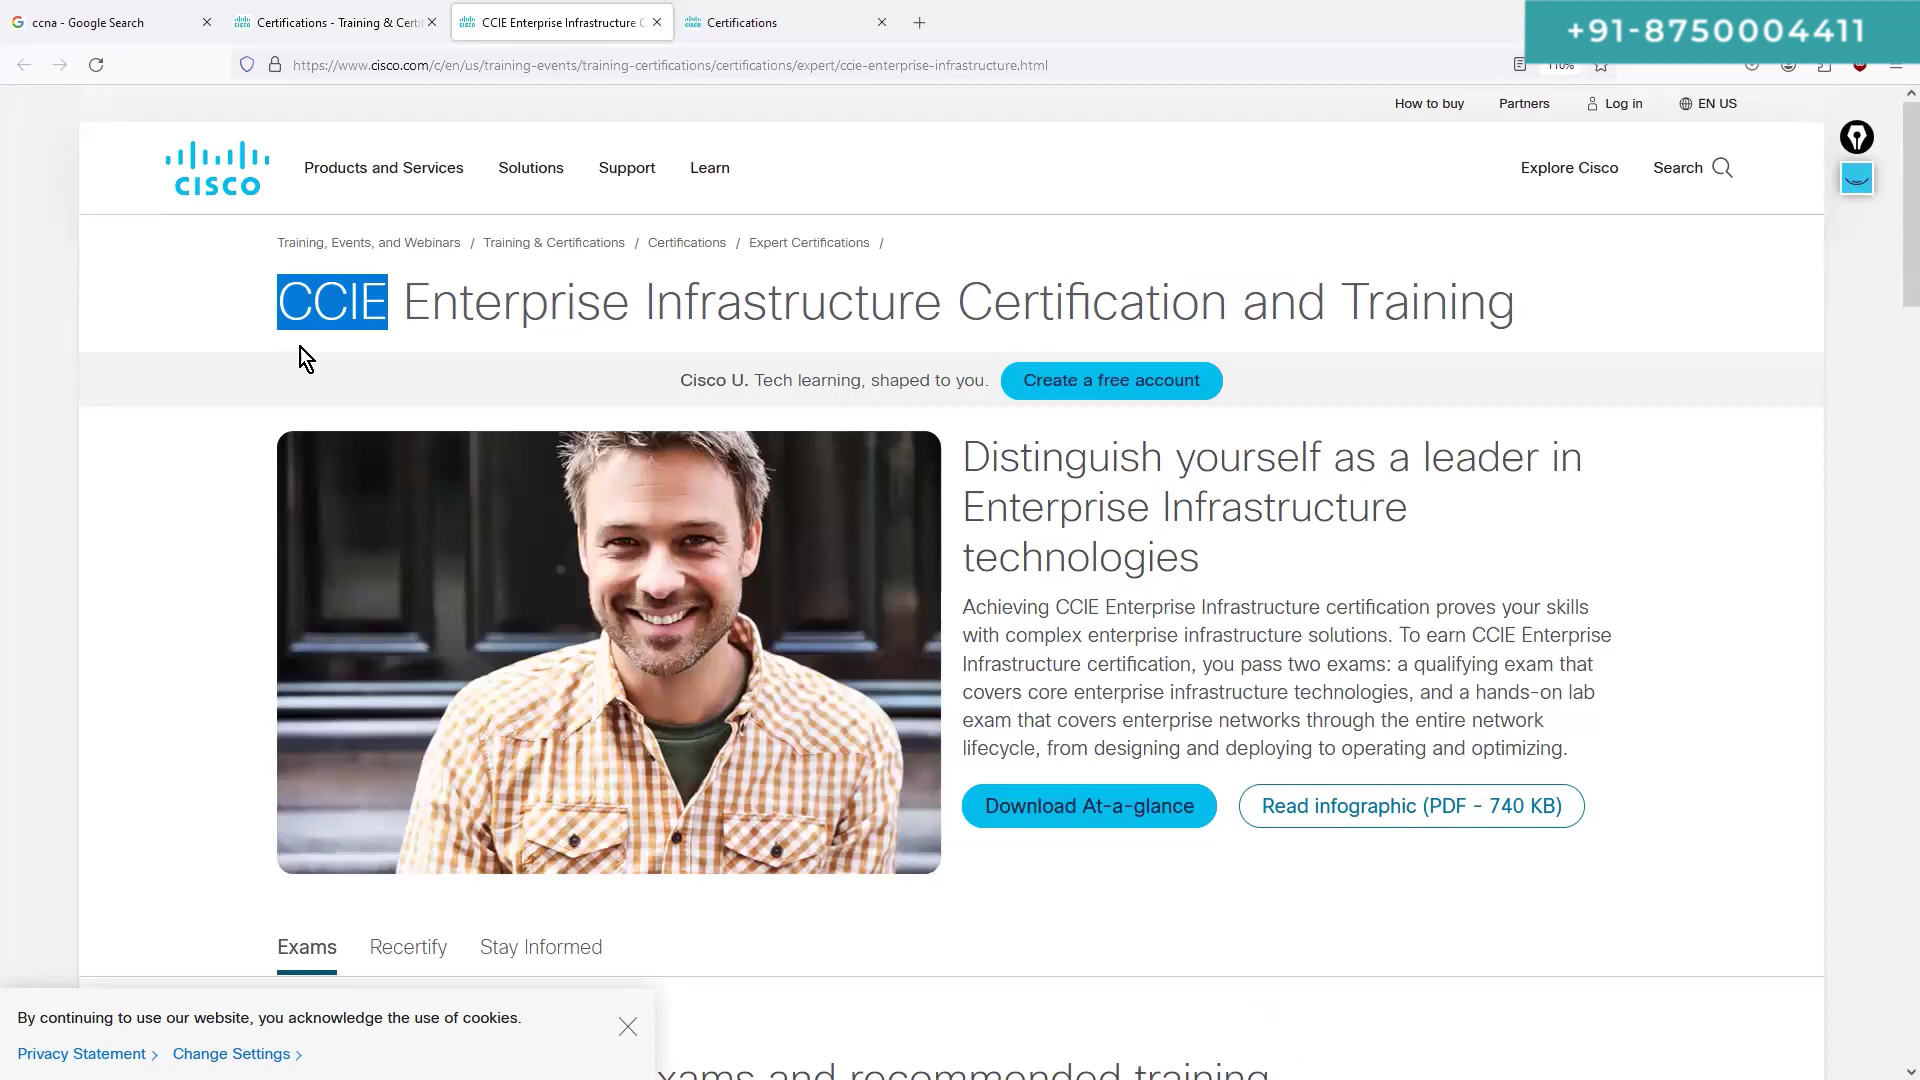 ccna - Google Search
Certifications - Training & Certi
CCIE Enterprise Infrastructure C
Certifications
+91-8750004411
https://www.cisco.com/c/en/us/training-events/training-certifications/certifications/expert/ccie-enterprise-infrastructure.html
110%
How to buy
Partners
Log in
EN US
CISCO
Products and Services
Solutions
Support
Learn
Explore Cisco
Search
Training, Events, and Webinars / Training & Certifications / Certifications / Expert Certifications /
CCIE Enterprise Infrastructure Certification and Training
Cisco U. Tech learning, shaped to you.
Create a free account
Distinguish yourself as a leader in
Enterprise Infrastructure
technologies
Achieving CCIE Enterprise Infrastructure certification proves your skills
with complex enterprise infrastructure solutions. To earn CCIE Enterprise
Infrastructure certification, you pass two exams: a qualifying exam that
covers core enterprise infrastructure technologies, and a hands-on lab
exam that covers enterprise networks through the entire network
lifecycle, from designing and deploying to operating and optimizing.
Download At-a-glance
Read infographic (PDF - 740 KB)
Exams
Recertify
Stay Informed
By continuing to use our website, you acknowledge the use of cookies.
Privacy Statement >
Change Settings >
xams and recommended training